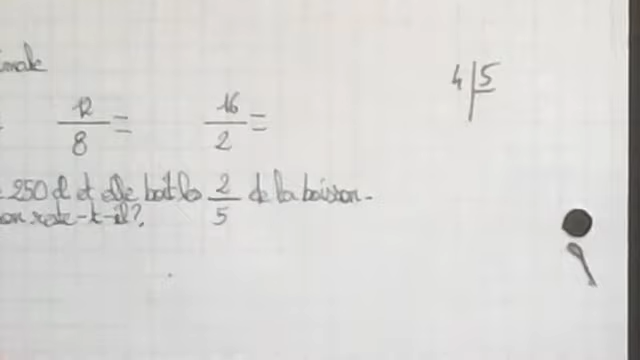 12/8 =   16/2 =   4 | 5
250 cl et elle boit les 2/5 de la boisson.
reste-t-il ?